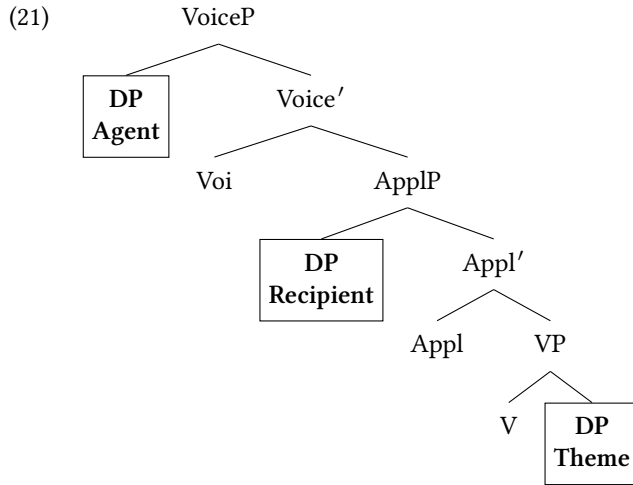 (21) VoiceP
DP
Agent
Voice′
Voi ApplP
DP
Recipient
Appl′
Appl VP
V DP
Theme